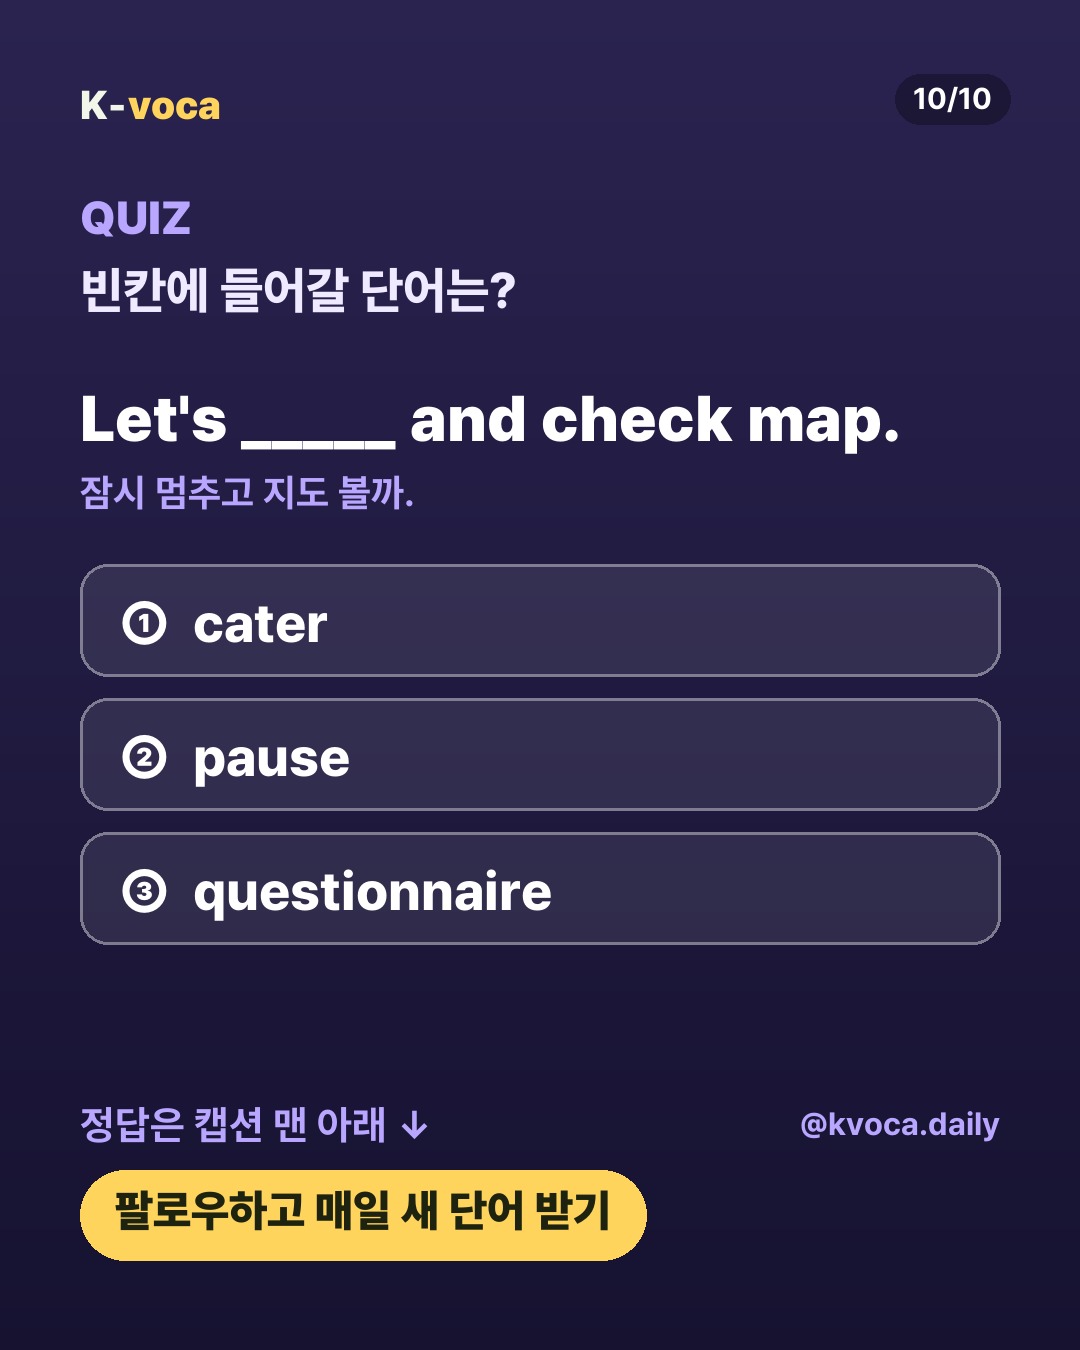 K-voca
10/10
QUIZ
빈칸에 들어갈 단어는?
Let's _____ and check map.
잠시 멈추고 지도 볼까.
① cater
② pause
③ questionnaire
정답은 캡션 맨 아래 ↓
@kvoca.daily
팔로우하고 매일 새 단어 받기